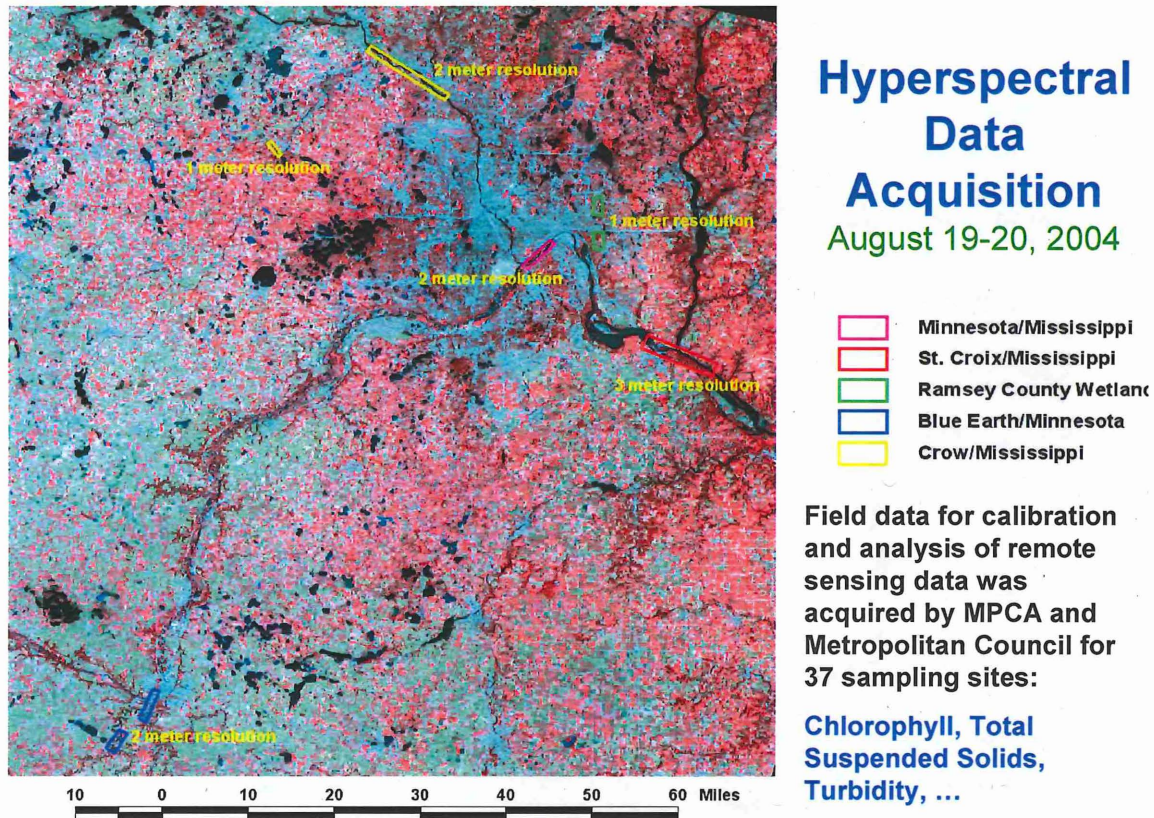 2 meter resolution
1 meter resolution
1 meter resolution
2 meter resolution
3 meter resolution
2 meter resolution
10 0 10 20 30 40 50 60 Miles
Hyperspectral
Data
Acquisition
August 19-20, 2004
Minnesota/Mississippi
St. Croix/Mississippi
Ramsey County Wetland
Blue Earth/Minnesota
Crow/Mississippi
Field data for calibration
and analysis of remote
sensing data was
acquired by MPCA and
Metropolitan Council for
37 sampling sites:
Chlorophyll, Total
Suspended Solids,
Turbidity, ...